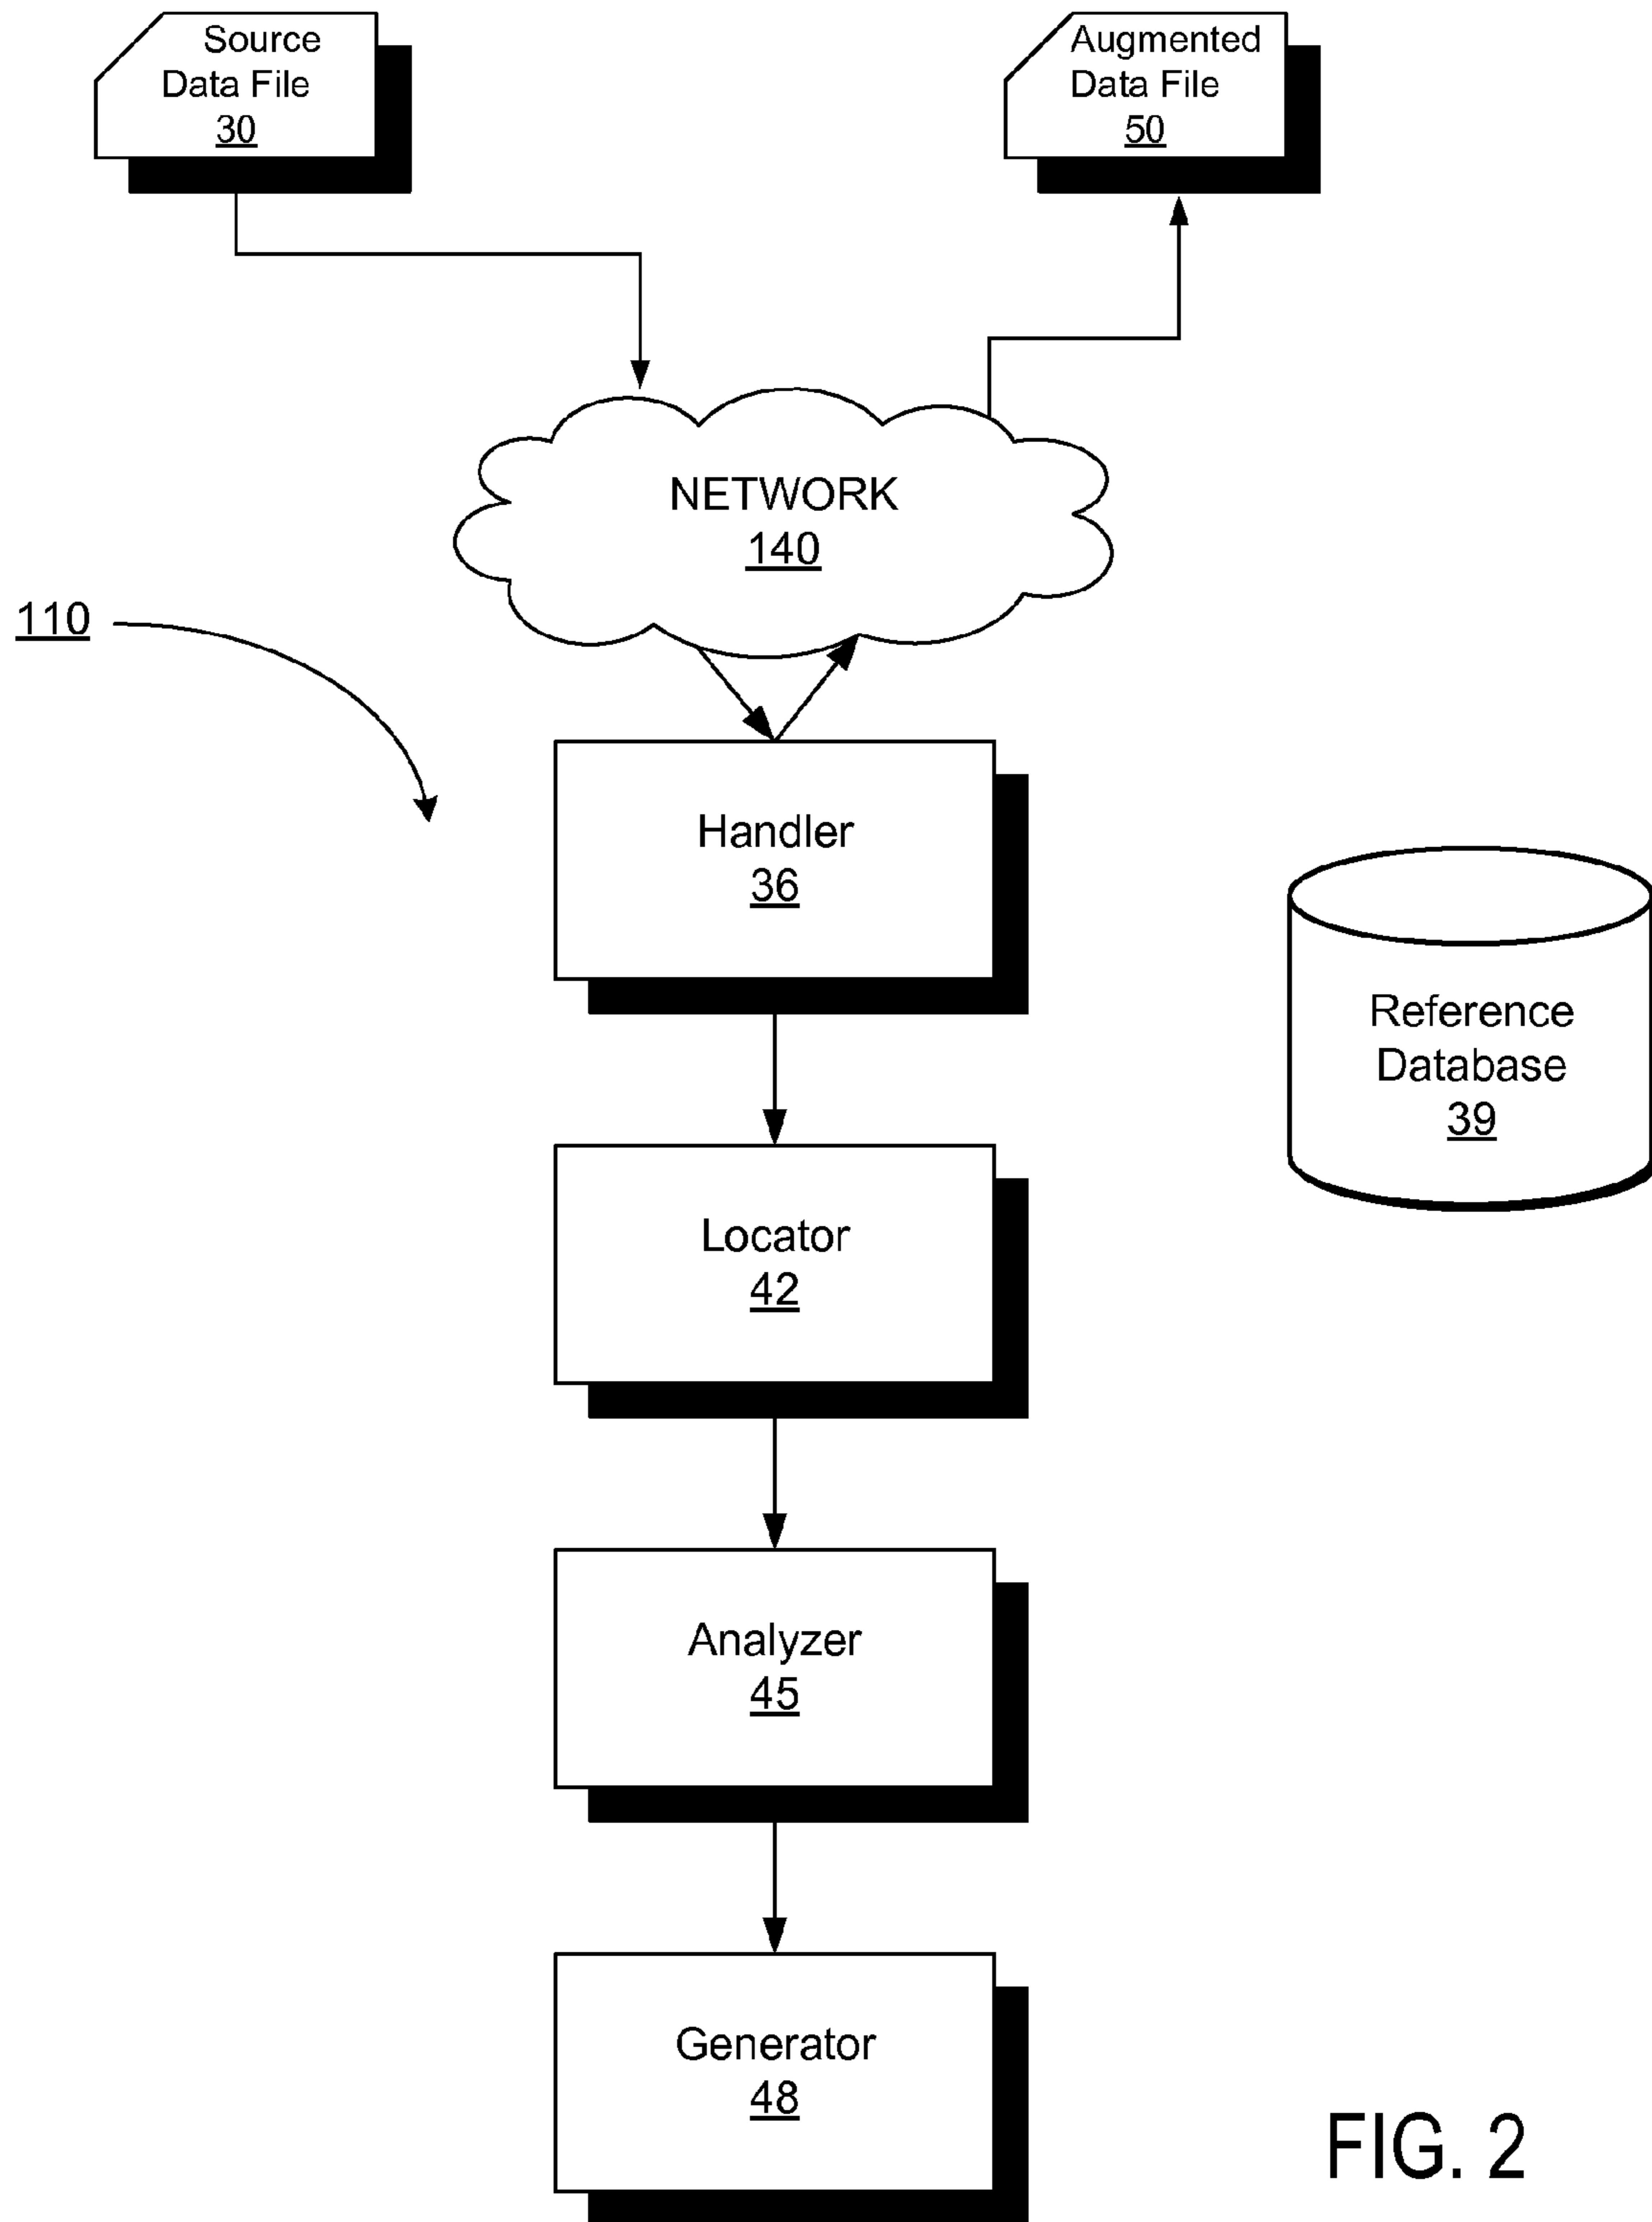 Source
Data File
30
Augmented
Data File
50
NETWORK
140
110
Handler
36
Reference
Database
39
Locator
42
Analyzer
45
Generator
48
FIG. 2